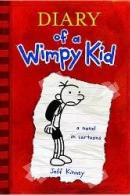 DIARY
of a
Wimpy Kid
a novel
in cartoons
Jeff Kinney